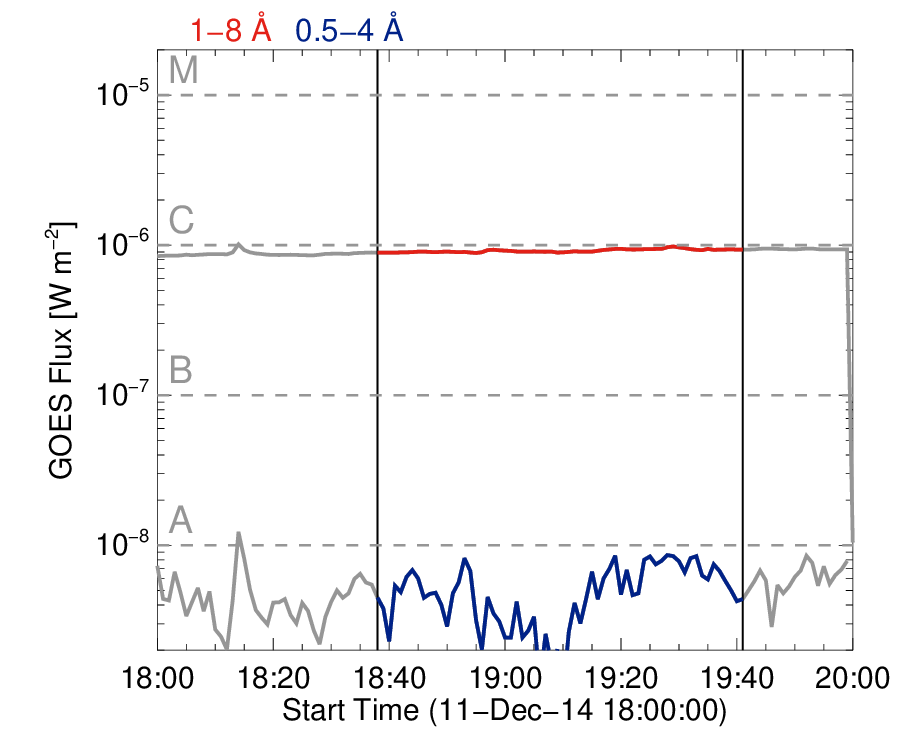 1−8 Å 0.5−4 Å
M
10⁻⁵
C
10⁻⁶
B
10⁻⁷
A
10⁻⁸
GOES Flux [W m⁻²]
18:00 18:20 18:40 19:00 19:20 19:40 20:00
Start Time (11−Dec−14 18:00:00)